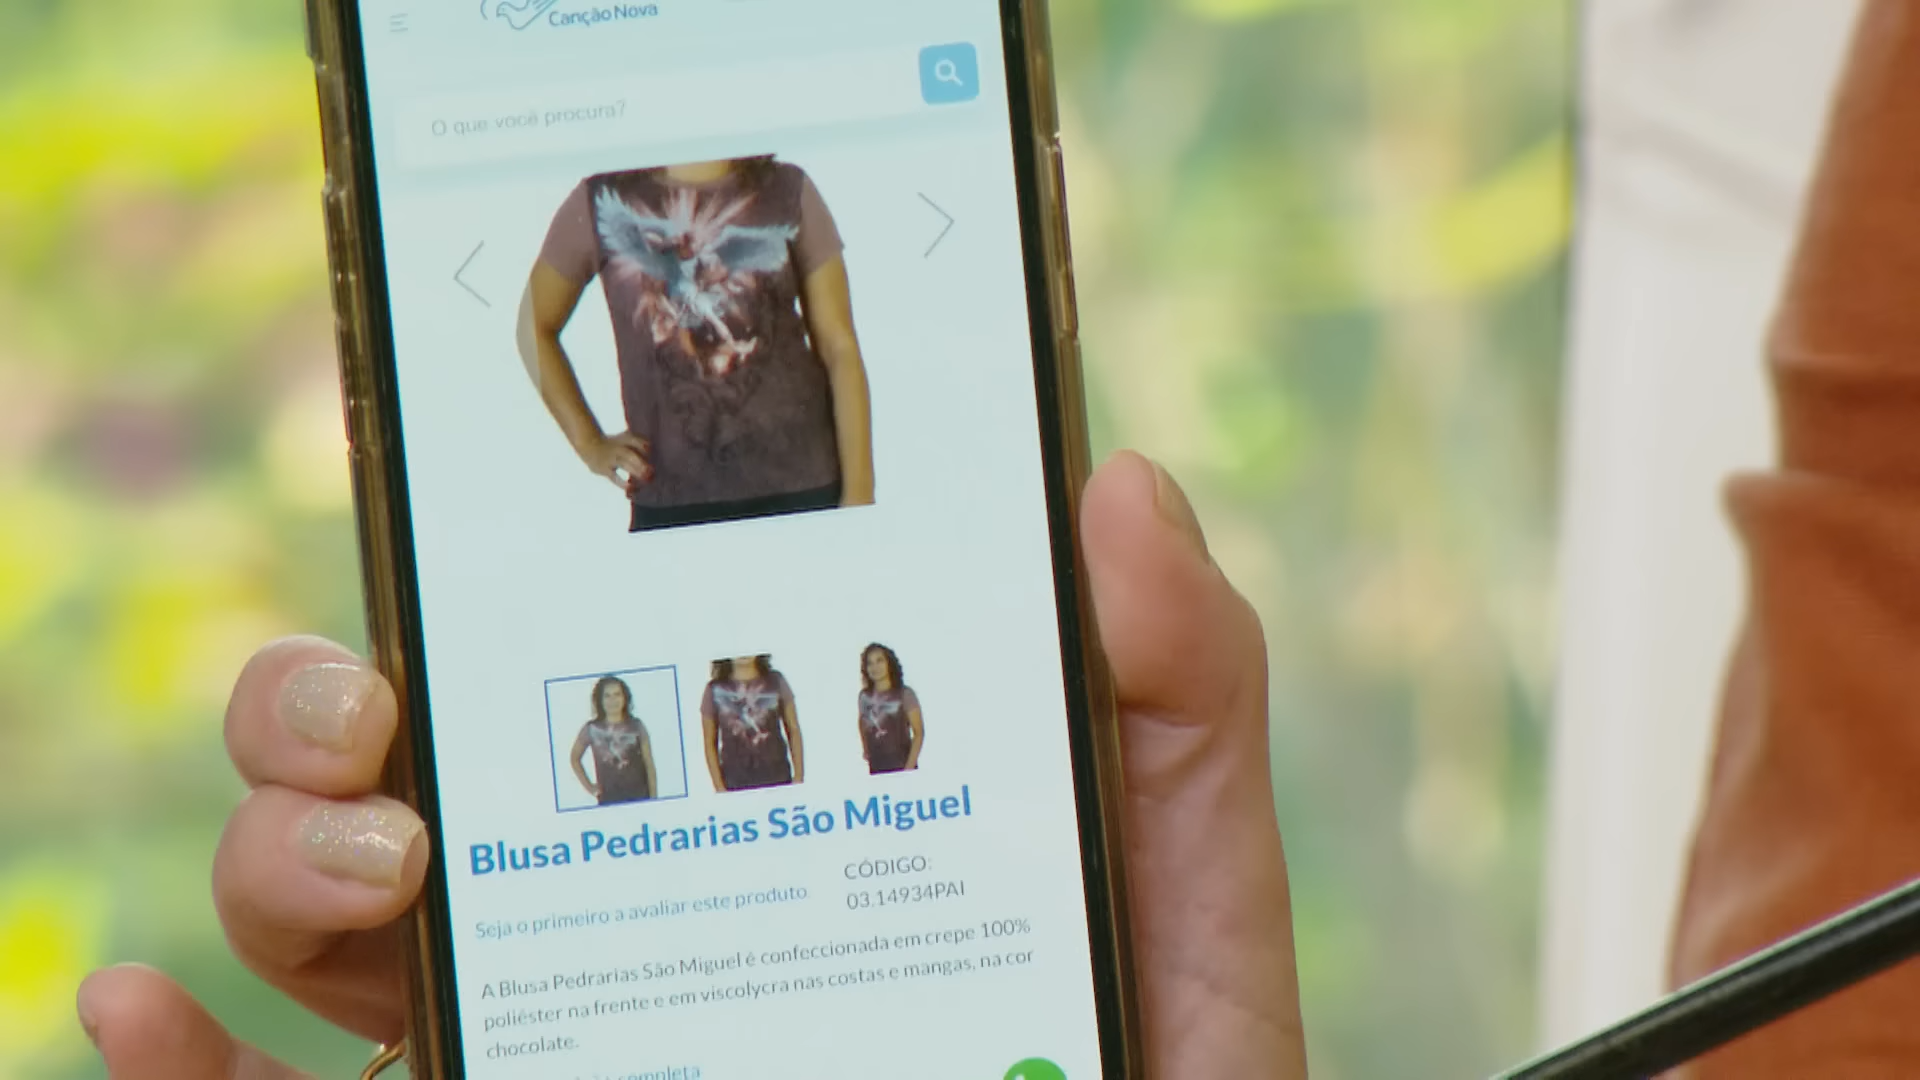 Canção Nova
O que você procura?
Blusa Pedrarias São Miguel
Seja o primeiro a avaliar este produto.
CÓDIGO:
03.14934PAI
A Blusa Pedrarias São Miguel é confeccionada em crepe 100%
poliéster na frente e em viscolycra nas costas e mangas, na cor
chocolate.
completa